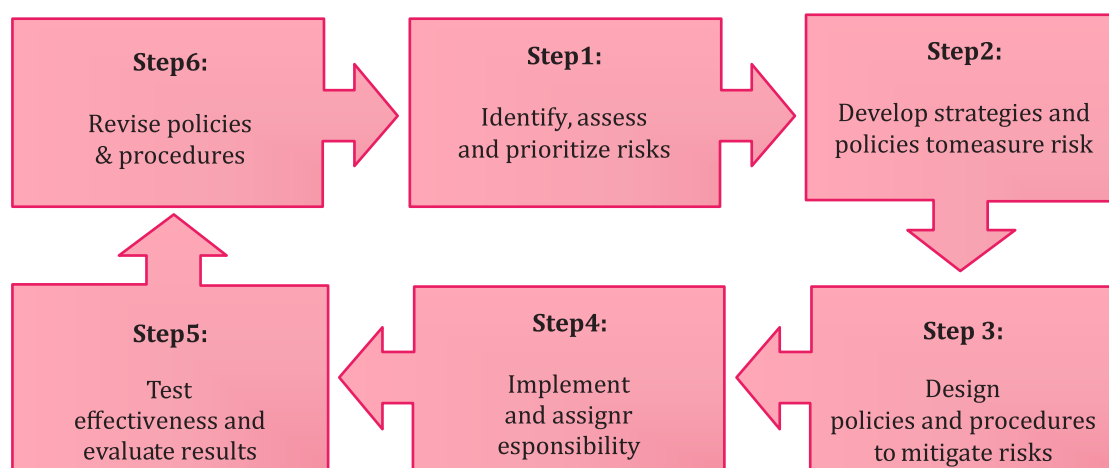 Step6:
Revise policies
& procedures
Step1:
Identify, assess
and prioritize risks
Step2:
Develop strategies and
policies tomeasure risk
Step 3:
Design
policies and procedures
to mitigate risks
Step4:
Implement
and assignr
esponsibility
Step5:
Test
effectiveness and
evaluate results